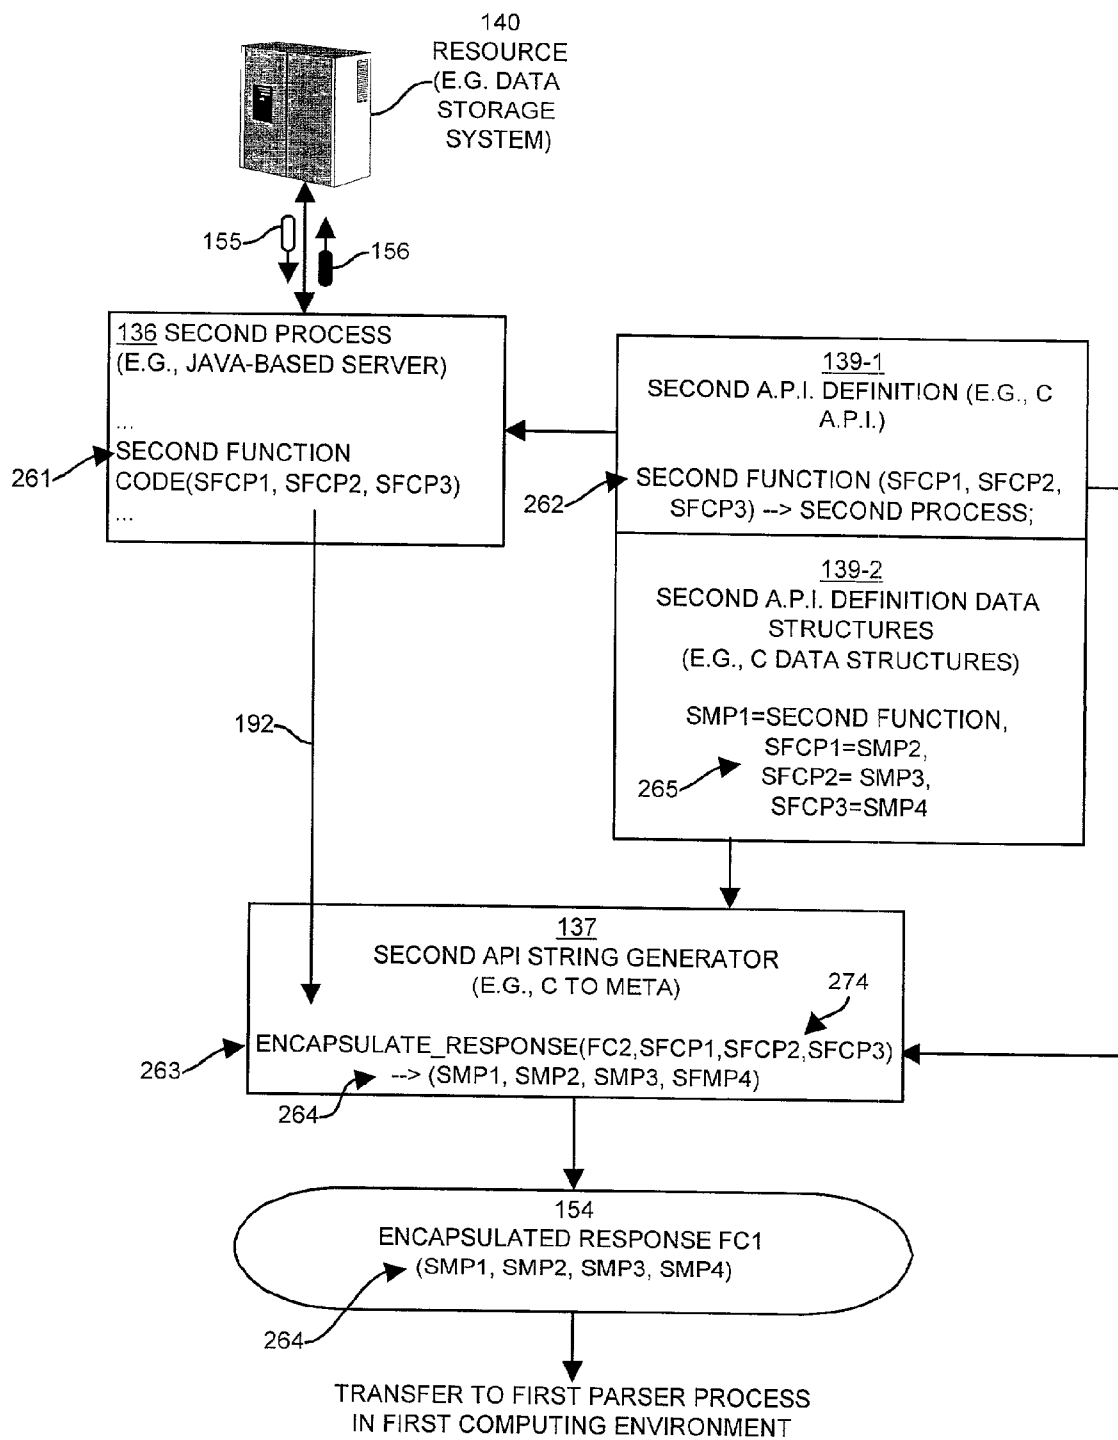 140
RESOURCE
(E.G. DATA
STORAGE
SYSTEM)
155
156
136 SECOND PROCESS
(E.G., JAVA-BASED SERVER)
...
SECOND FUNCTION
CODE(SFCP1, SFCP2, SFCP3)
...
261
139-1
SECOND A.P.I. DEFINITION (E.G., C
A.P.I.)
SECOND FUNCTION (SFCP1, SFCP2,
SFCP3) --> SECOND PROCESS;
262
139-2
SECOND A.P.I. DEFINITION DATA
STRUCTURES
(E.G., C DATA STRUCTURES)
SMP1=SECOND FUNCTION,
SFCP1=SMP2,
SFCP2= SMP3,
SFCP3=SMP4
265
192
137
SECOND API STRING GENERATOR
(E.G., C TO META)
274
ENCAPSULATE_RESPONSE(FC2,SFCP1,SFCP2,SFCP3)
--> (SMP1, SMP2, SMP3, SFMP4)
263
264
154
ENCAPSULATED RESPONSE FC1
(SMP1, SMP2, SMP3, SMP4)
264
TRANSFER TO FIRST PARSER PROCESS
IN FIRST COMPUTING ENVIRONMENT